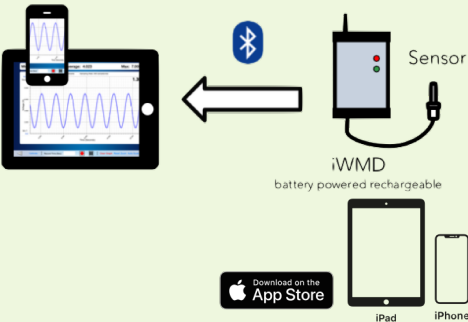 Sensor
iWMD
battery powered rechargeable
Download on the
App Store
iPad
iPhone